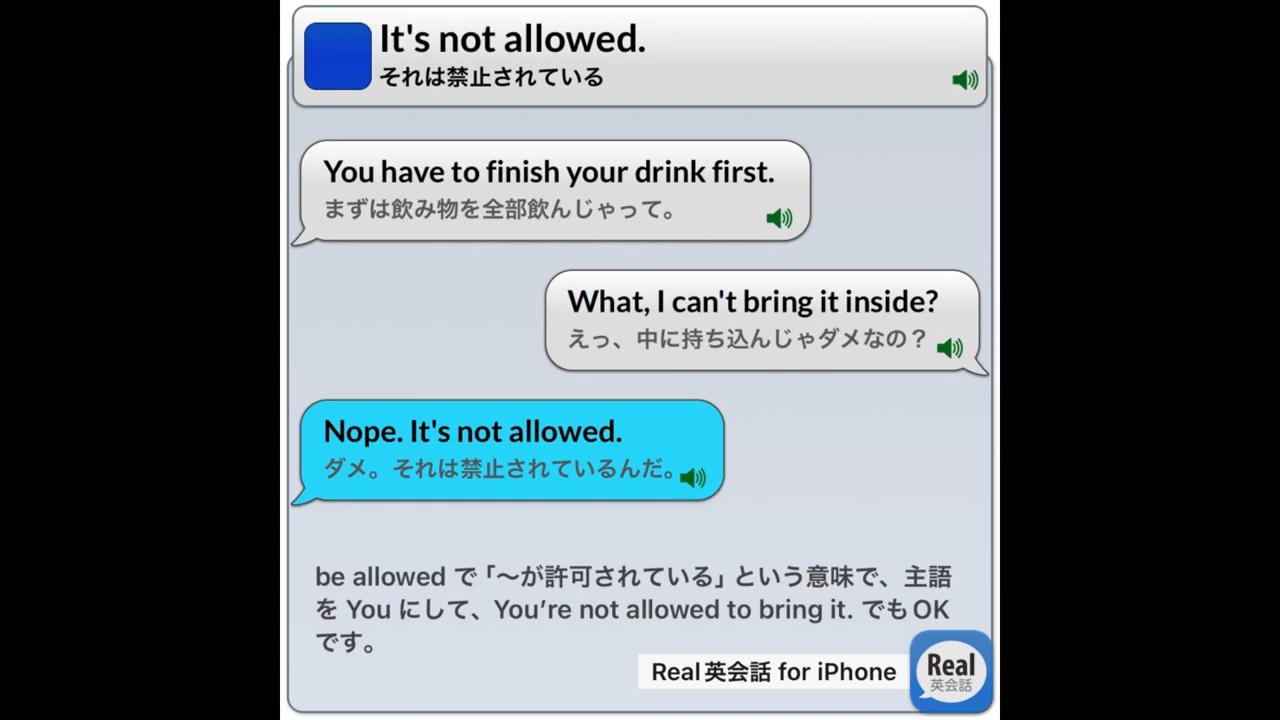 It's not allowed.
それは禁止されている
You have to finish your drink first.
まずは飲み物を全部飲んじゃって。
What, I can't bring it inside?
えっ、中に持ち込んじゃダメなの？
Nope. It's not allowed.
ダメ。それは禁止されているんだ。
be allowed で「〜が許可されている」という意味で、主語
を You にして、You’re not allowed to bring it. でも OK
です。
Real 英会話 for iPhone
Real
英会話